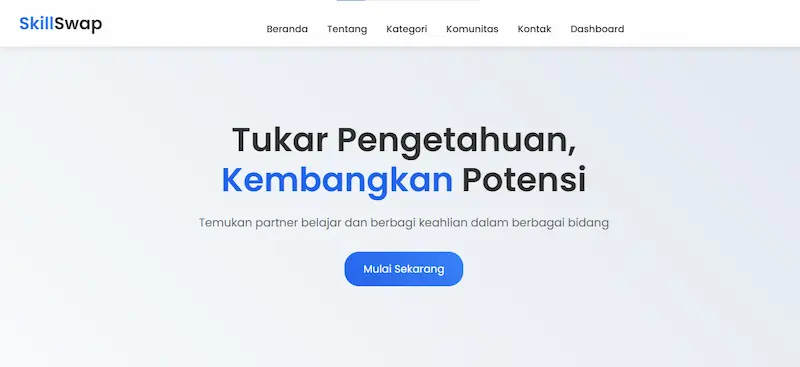 SkillSwap
Beranda Tentang Kategori Komunitas Kontak Dashboard
Tukar Pengetahuan,
Kembangkan Potensi
Temukan partner belajar dan berbagi keahlian dalam berbagai bidang
Mulai Sekarang